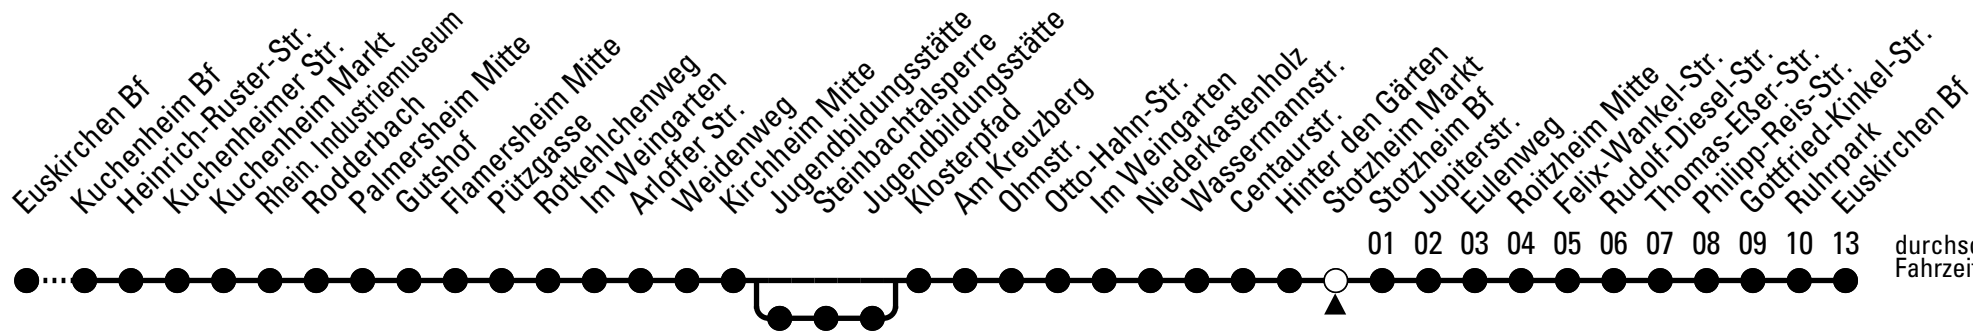 Euskirchen Bf
Kuchenheim Bf
Heinrich-Ruster-Str.
Kuchenheimer Str.
Kuchenheim Markt
Rhein. Industriemuseum
Rodderbach
Palmersheim Mitte
Gutshof
Flamersheim Mitte
Pützgasse
Rotkehlchenweg
Im Weingarten
Arloffer Str.
Weidenweg
Kirchheim Mitte
Jugendbildungsstätte
Steinbachtalsperre
Jugendbildungsstätte
Klosterpfad
Am Kreuzberg
Ohmstr.
Otto-Hahn-Str.
Im Weingarten
Niederkastenholz
Wassermannstr.
Centaurstr.
Hinter den Gärten
Stotzheim Markt
Stotzheim Bf
Jupiterstr.
Eulenweg
Roitzheim Mitte
Felix-Wankel-Str.
Rudolf-Diesel-Str.
Thomas-Eßer-Str.
Philipp-Reis-Str.
Gottfried-Kinkel-Str.
Ruhrpark
Euskirchen Bf
01 02 03 04 05 06 07 08 09 10 13
Fahrzeit